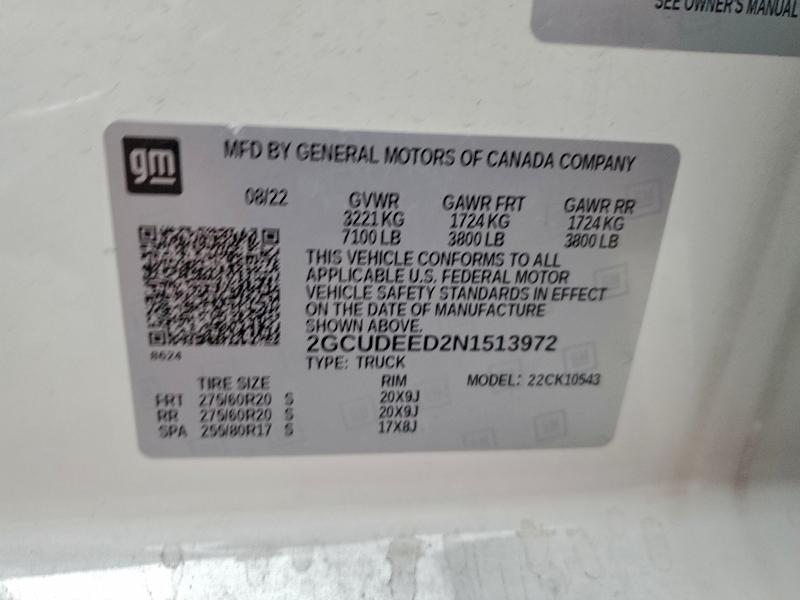 SEE OWNER'S MANUAL
gm
MFD BY GENERAL MOTORS OF CANADA COMPANY
08/22 GVWR GAWR FRT GAWR RR
3221 KG 1724 KG 1724 KG
7100 LB 3800 LB 3800 LB
THIS VEHICLE CONFORMS TO ALL
APPLICABLE U.S. FEDERAL MOTOR
VEHICLE SAFETY STANDARDS IN EFFECT
ON THE DATE OF MANUFACTURE
SHOWN ABOVE.
2GCUDEED2N1513972
8624
TYPE: TRUCK
TIRE SIZE RIM MODEL: 22CK10543
FRT 275/60R20 S 20X9J
RR 275/60R20 S 20X9J
SPA 255/80R17 S 17X8J